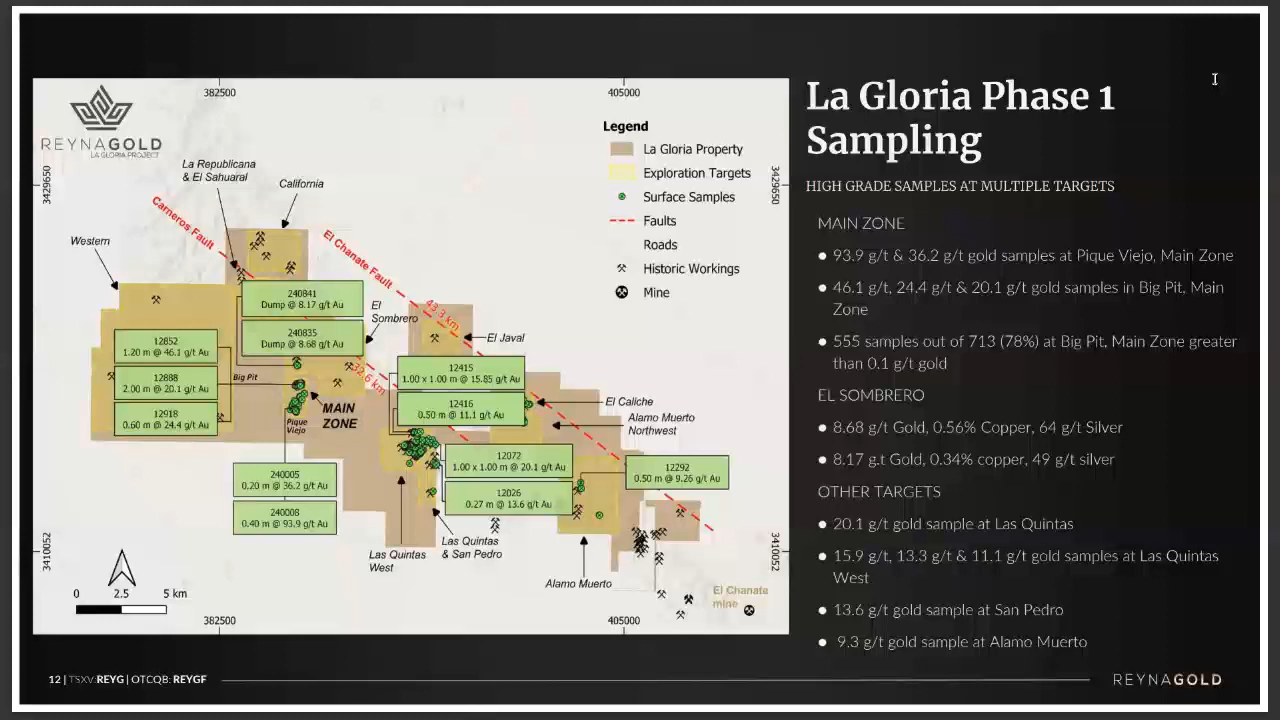 REYNAGOLD
LA GLORIA PROJECT
382500
405000
3429650
3429650
3410052
3410052
382500
405000
Legend
La Gloria Property
Exploration Targets
Surface Samples
Faults
Roads
Historic Workings
Mine
La Republicana
& El Sahuaral
California
Carneros Fault
El Chanate Fault
Western
43.3 km
32.6 km
El
Sombrero
El Javal
240841
Dump @ 8.17 g/t Au
240835
Dump @ 8.68 g/t Au
12852
1.20 m @ 46.1 g/t Au
12888
2.00 m @ 20.1 g/t Au
12918
0.60 m @ 24.4 g/t Au
Big Pit
Pique
Viejo
MAIN
ZONE
12415
1.00 x 1.00 m @ 15.85 g/t Au
12416
0.50 m @ 11.1 g/t Au
El Caliche
Alamo Muerto
Northwest
12072
1.00 x 1.00 m @ 20.1 g/t Au
12026
0.27 m @ 13.6 g/t Au
12292
0.50 m @ 9.26 g/t Au
240005
0.20 m @ 36.2 g/t Au
240008
0.40 m @ 93.9 g/t Au
Las Quintas
West
Las Quintas
& San Pedro
Alamo Muerto
El Chanate
mine
0 2.5 5 km
La Gloria Phase 1
Sampling
HIGH GRADE SAMPLES AT MULTIPLE TARGETS
MAIN ZONE
● 93.9 g/t & 36.2 g/t gold samples at Pique Viejo, Main Zone
● 46.1 g/t, 24.4 g/t & 20.1 g/t gold samples in Big Pit, Main
Zone
● 555 samples out of 713 (78%) at Big Pit, Main Zone greater
than 0.1 g/t gold
EL SOMBRERO
● 8.68 g/t Gold, 0.56% Copper, 64 g/t Silver
● 8.17 g.t Gold, 0.34% copper, 49 g/t silver
OTHER TARGETS
● 20.1 g/t gold sample at Las Quintas
● 15.9 g/t, 13.3 g/t & 11.1 g/t gold samples at Las Quintas
West
● 13.6 g/t gold sample at San Pedro
● 9.3 g/t gold sample at Alamo Muerto
12 | TSXV:REYG | OTCQB: REYGF
REYNAGOLD